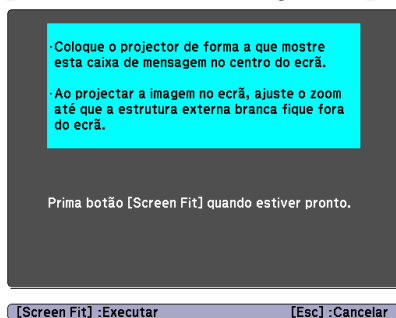 ·Coloque o projector de forma a que mostre
esta caixa de mensagem no centro do ecrã.
·Ao projectar a imagem no ecrã, ajuste o zoom
até que a estrutura externa branca fique fora
do ecrã.
Prima botão [Screen Fit] quando estiver pronto.
[Screen Fit] :Executar [Esc] :Cancelar